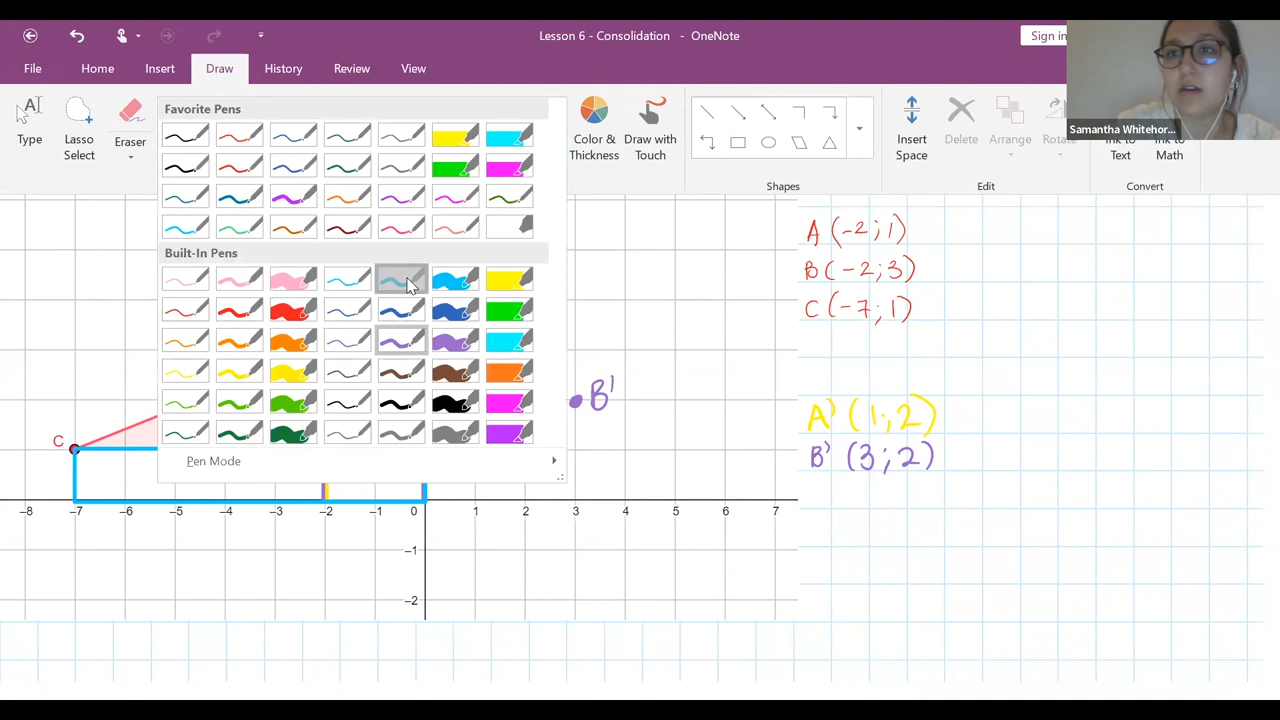 Lesson 6 - Consolidation - OneNote
Sign in
File Home Insert Draw History Review View
Type
Lasso Select
Eraser
Favorite Pens
Built-In Pens
Pen Mode
Color & Thickness
Draw with Touch
Shapes
Insert Space
Delete
Arrange
Rotate
Edit
Ink to Text
Ink to Math
Convert
Samantha Whitehor...
A (-2;1)
B (-2;3)
C (-7;1)
A' (1;2)
B' (3;2)
B'
C
-8 -7 -6 -5 -4 -3 -2 -1 0 1 2 3 4 5 6 7
-1
-2